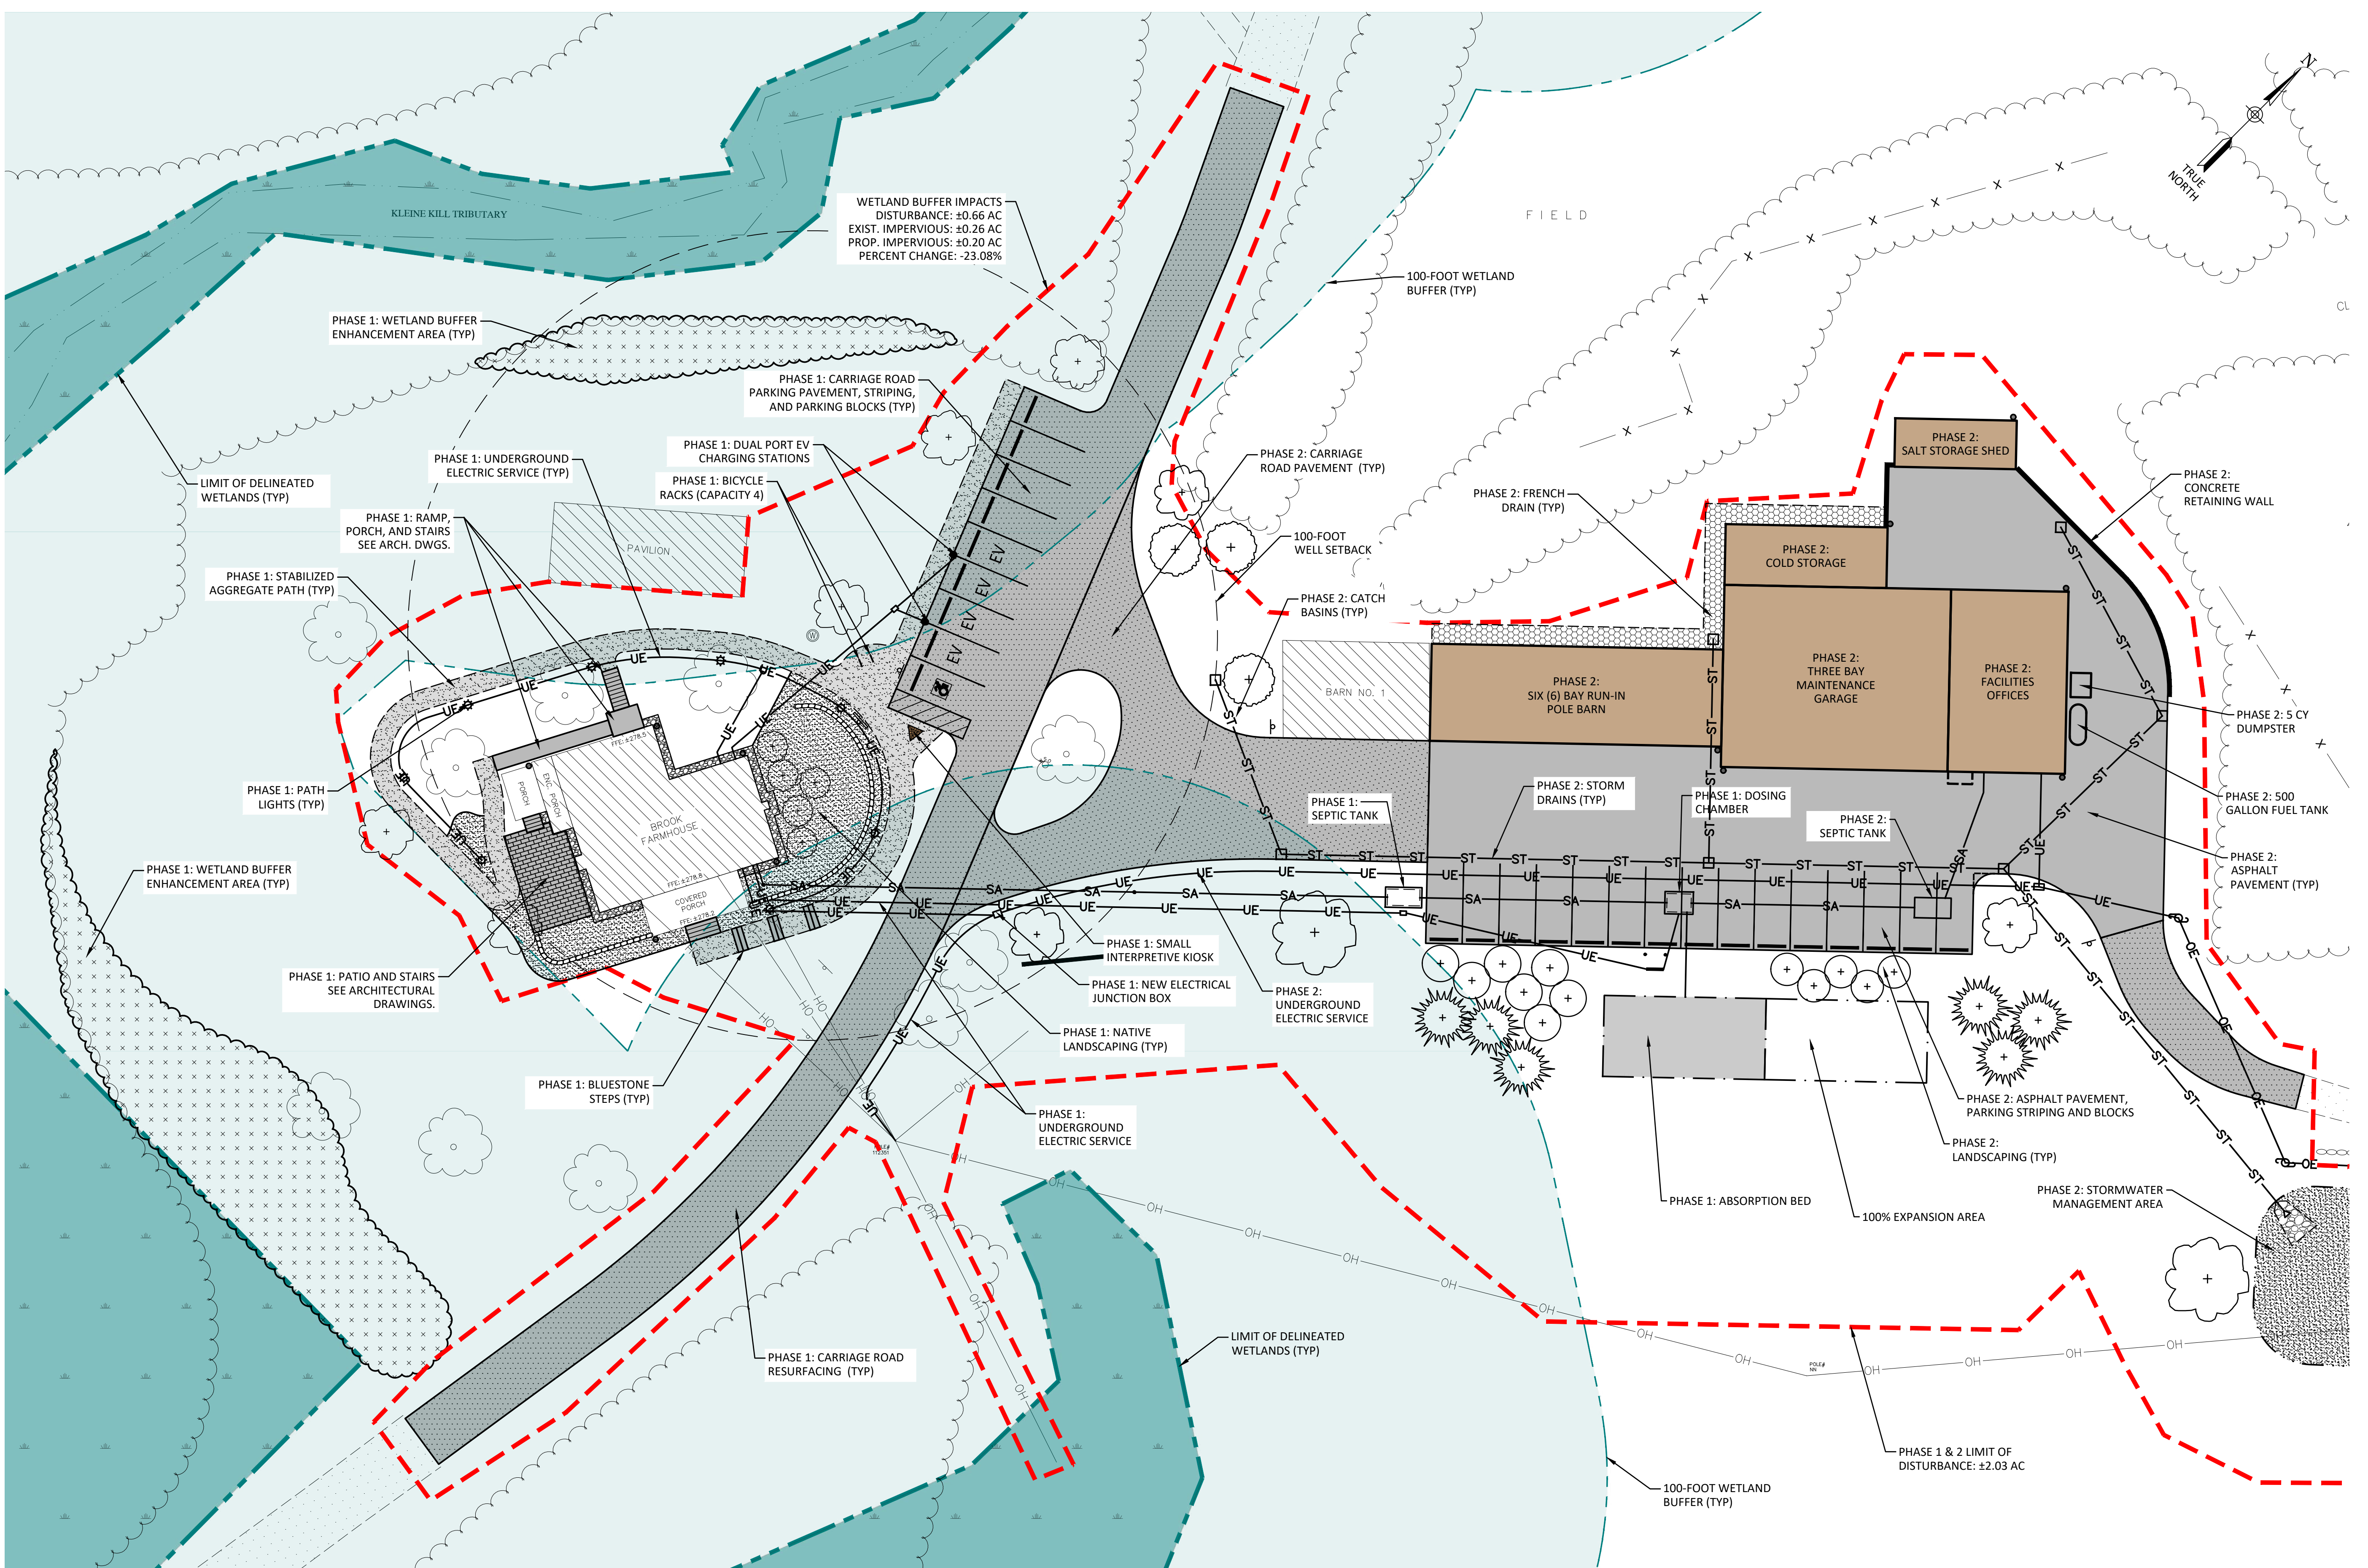 KLEINE KILL TRIBUTARY
WETLAND BUFFER IMPACTS
DISTURBANCE: ±0.66 AC
EXIST. IMPERVIOUS: ±0.26 AC
PROP. IMPERVIOUS: ±0.20 AC
PERCENT CHANGE: -23.08%
FIELD
N
TRUE
NORTH
100-FOOT WETLAND
BUFFER (TYP)
CL
PHASE 1: WETLAND BUFFER
ENHANCEMENT AREA (TYP)
PHASE 1: CARRIAGE ROAD
PARKING PAVEMENT, STRIPING,
AND PARKING BLOCKS (TYP)
PHASE 1: DUAL PORT EV
CHARGING STATIONS
PHASE 1: UNDERGROUND
ELECTRIC SERVICE (TYP)
PHASE 1: BICYCLE
RACKS (CAPACITY 4)
LIMIT OF DELINEATED
WETLANDS (TYP)
PHASE 1: RAMP,
PORCH, AND STAIRS
SEE ARCH. DWGS.
PAVILION
PHASE 1: STABILIZED
AGGREGATE PATH (TYP)
PHASE 2: CARRIAGE
ROAD PAVEMENT (TYP)
PHASE 2: FRENCH
DRAIN (TYP)
100-FOOT
WELL SETBACK
PHASE 2: CATCH
BASINS (TYP)
PHASE 2:
SALT STORAGE SHED
PHASE 2:
CONCRETE
RETAINING WALL
PHASE 2:
COLD STORAGE
PHASE 2:
THREE BAY
MAINTENANCE
GARAGE
PHASE 2:
FACILITIES
OFFICES
PHASE 2:
SIX (6) BAY RUN-IN
POLE BARN
BARN NO. 1
EV
EV
EV
EV
W
PHASE 2: 5 CY
DUMPSTER
PHASE 2: 500
GALLON FUEL TANK
PHASE 2:
ASPHALT
PAVEMENT (TYP)
FFE: ±278.5
PORCH
ENC. PORCH
BROOK
FARMHOUSE
FFE: ±278.8
COVERED
PORCH
FFE: ±278.2
PHASE 1: PATH
LIGHTS (TYP)
PHASE 1: WETLAND BUFFER
ENHANCEMENT AREA (TYP)
PHASE 1: PATIO AND STAIRS
SEE ARCHITECTURAL
DRAWINGS.
PHASE 1: BLUESTONE
STEPS (TYP)
PHASE 1:
SEPTIC TANK
PHASE 2: STORM
DRAINS (TYP)
PHASE 1: DOSING
CHAMBER
PHASE 2:
SEPTIC TANK
PHASE 1: SMALL
INTERPRETIVE KIOSK
PHASE 1: NEW ELECTRICAL
JUNCTION BOX
PHASE 1: NATIVE
LANDSCAPING (TYP)
PHASE 2:
UNDERGROUND
ELECTRIC SERVICE
PHASE 1:
UNDERGROUND
ELECTRIC SERVICE
POLE#
112351
PHASE 2: ASPHALT PAVEMENT,
PARKING STRIPING AND BLOCKS
PHASE 2:
LANDSCAPING (TYP)
PHASE 1: ABSORPTION BED
100% EXPANSION AREA
PHASE 2: STORMWATER
MANAGEMENT AREA
LIMIT OF DELINEATED
WETLANDS (TYP)
PHASE 1: CARRIAGE ROAD
RESURFACING (TYP)
POLE#
NN
PHASE 1 & 2 LIMIT OF
DISTURBANCE: ±2.03 AC
100-FOOT WETLAND
BUFFER (TYP)